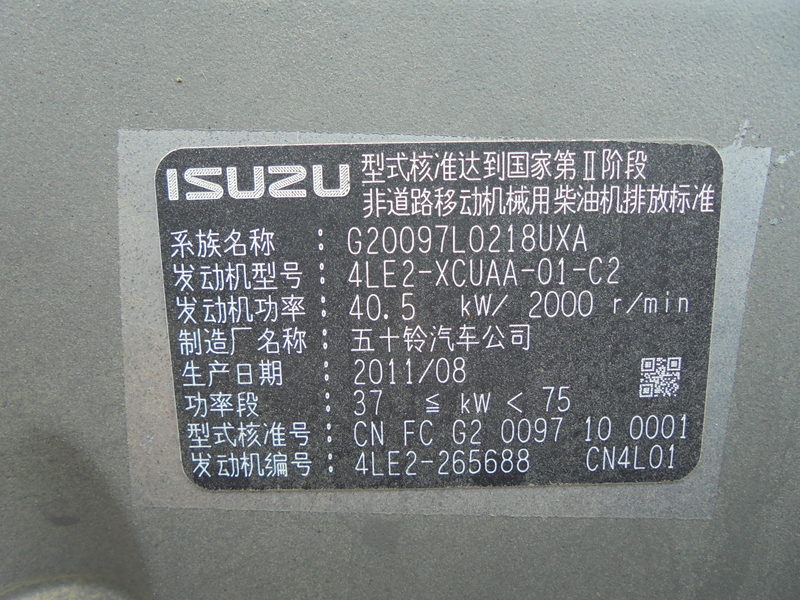 ISUZU 型式核准达到国家第Ⅱ阶段
非道路移动机械用柴油机排放标准
系族名称 : G20097L0218UXA
发动机型号 : 4LE2-XCUAA-01-C2
发动机功率 : 40.5 kW/ 2000 r/min
制造厂名称 : 五十铃汽车公司
生产日期 : 2011/08
功率段 : 37 ≦ kW < 75
型式核准号 : CN FC G2 0097 10 0001
发动机编号 : 4LE2-265688 CN4L01